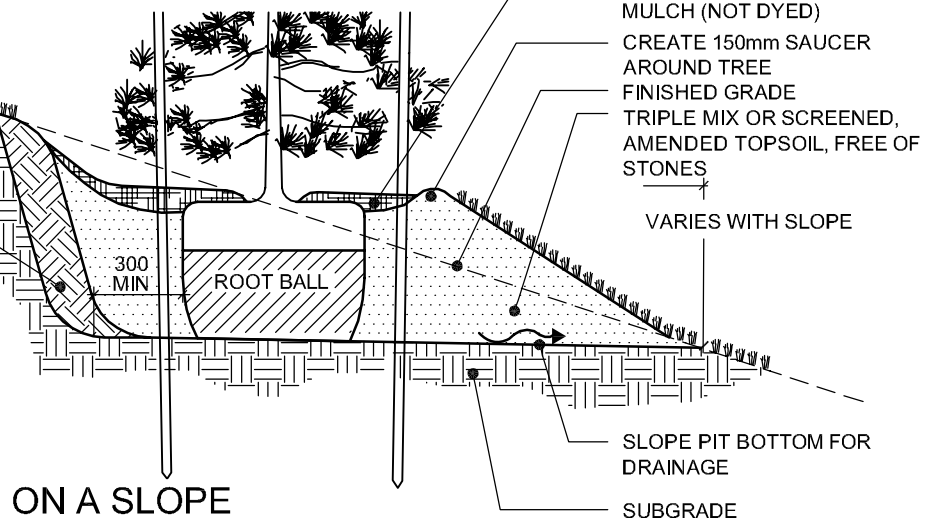 MULCH (NOT DYED)
CREATE 150mm SAUCER
AROUND TREE
FINISHED GRADE
TRIPLE MIX OR SCREENED,
AMENDED TOPSOIL, FREE OF
STONES
VARIES WITH SLOPE
300
MIN
ROOT BALL
SLOPE PIT BOTTOM FOR
DRAINAGE
SUBGRADE
ON A SLOPE